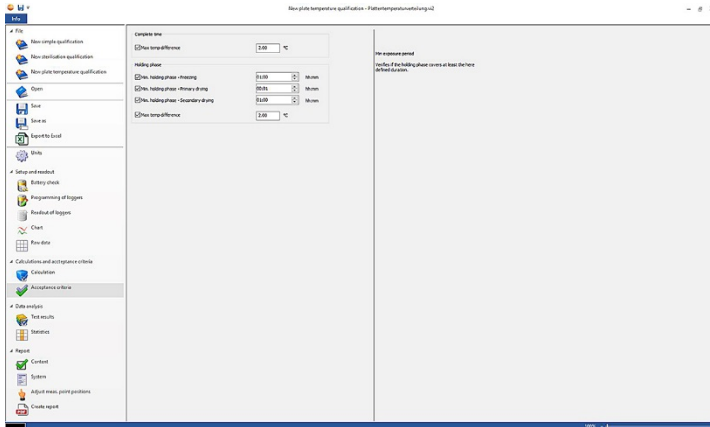 New plate temperature qualification - Plattentemperaturverteilung.vi2
Info
File
New simple qualification
New sterilisation qualification
New plate temperature qualification
Open
Save
Save as
Export to Excel
Units
Setup and readout
Battery check
Programming of loggers
Readout of loggers
Chart
Raw data
Calculations and acceptance criteria
Calculation
Acceptance criteria
Data analysis
Test results
Statistics
Report
Content
System
Adjust meas. point positions
Create report
Complete time
Max temp-difference 2.00 °C
Holding phase
Min. holding phase - Freezing 01:00 hh:mm
Min. holding phase - Primary drying hh:mm
Min. holding phase - Secondary drying 01:00 hh:mm
Max temp-difference 2.00 °C
Min exposure period
Verifies if the holding phase covers at least the here
defined duration.
100%